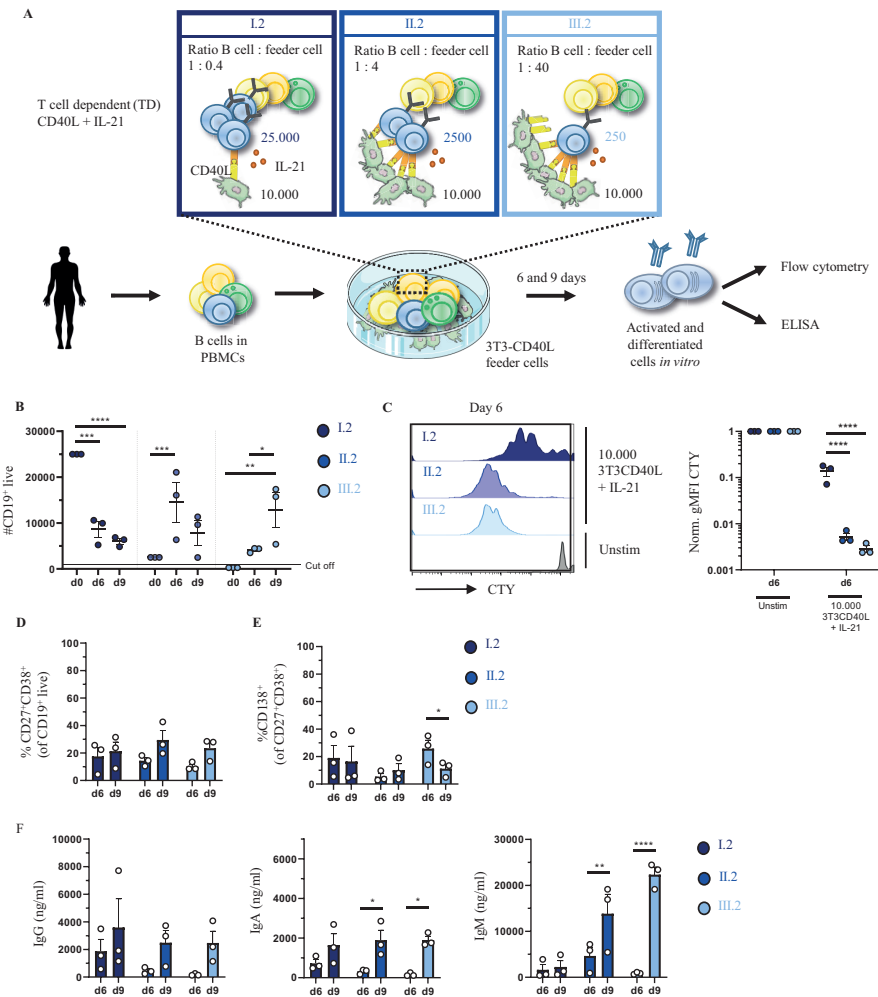 A
I.2
II.2
III.2
Ratio B cell : feeder cell
1 : 0.4
Ratio B cell : feeder cell
1 : 4
Ratio B cell : feeder cell
1 : 40
T cell dependent (TD)
CD40L + IL-21
25.000
2500
250
CD40L
IL-21
10.000
10.000
10.000
6 and 9 days
Flow cytometry
ELISA
B cells in
PBMCs
3T3-CD40L
feeder cells
Activated and
differentiated
cells in vitro
B
#CD19+ live
30000
20000
10000
0
****
***
***
**
*
Cut off
d0 d6 d9 d0 d6 d9 d0 d6 d9
I.2
II.2
III.2
C
Day 6
I.2
II.2
III.2
10.000
3T3CD40L
+ IL-21
Unstim
CTY
Norm. gMFI CTY
1
0.1
0.01
0.001
****
****
d6 d6
Unstim
10.000
3T3CD40L
+ IL-21
D
% CD27+CD38+
(of CD19+ live)
100
80
60
40
20
0
d6 d9 d6 d9 d6 d9
E
%CD138+
(of CD27+CD38+)
100
80
60
40
20
0
*
d6 d9 d6 d9 d6 d9
I.2
II.2
III.2
F
IgG (ng/ml)
10000
8000
6000
4000
2000
0
d6 d9 d6 d9 d6 d9
IgA (ng/ml)
6000
4000
2000
0
* *
d6 d9 d6 d9 d6 d9
IgM (ng/ml)
30000
20000
10000
0
** ****
d6 d9 d6 d9 d6 d9
I.2
II.2
III.2